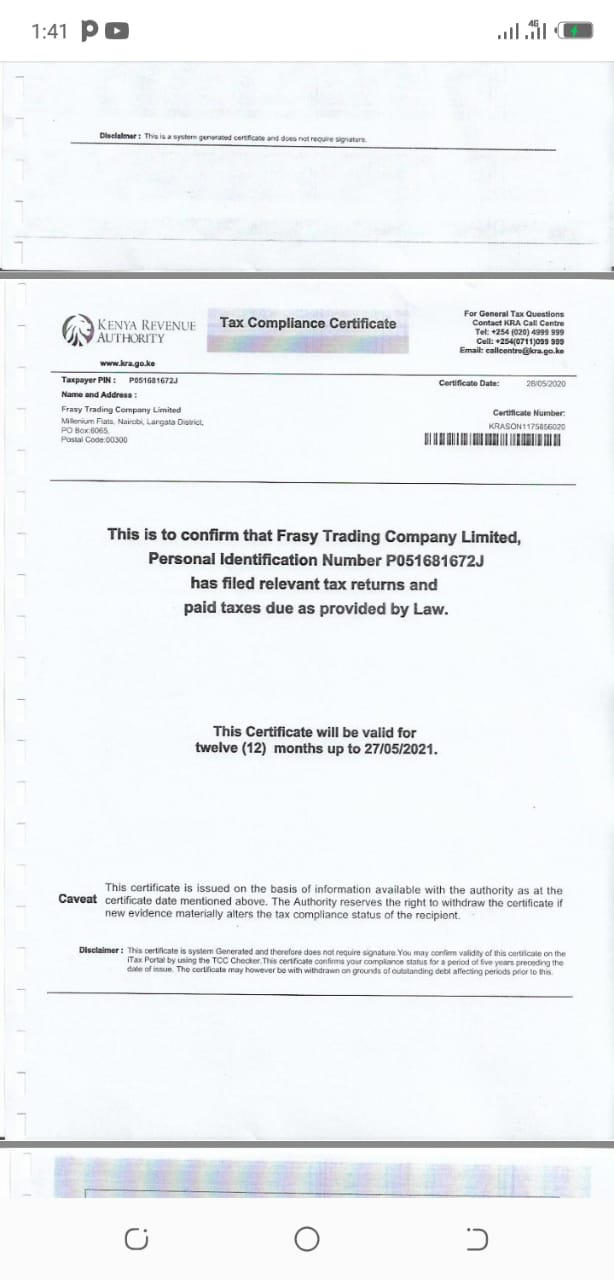 1:41
4G
Disclaimer : This is a system generated certificate and does not require signature.
KENYA REVENUE
AUTHORITY
Tax Compliance Certificate
For General Tax Questions
Contact KRA Call Centre
Tel: +254 (020) 4999 999
Cell: +254(0711)099 999
Email: callcentre@kra.go.ke
www.kra.go.ke
Taxpayer PIN : P051681672J
Name and Address :
Frasy Trading Company Limited
Millenium Flats, Nairobi, Langata District,
PO Box:6065,
Postal Code:00300
Certificate Date: 28/05/2020
Certificate Number:
KRASON1175856020
This is to confirm that Frasy Trading Company Limited,
Personal Identification Number P051681672J
has filed relevant tax returns and
paid taxes due as provided by Law.
This Certificate will be valid for
twelve (12) months up to 27/05/2021.
Caveat
This certificate is issued on the basis of information available with the authority as at the
certificate date mentioned above. The Authority reserves the right to withdraw the certificate if
new evidence materially alters the tax compliance status of the recipient.
Disclaimer : This certificate is system Generated and therefore does not require signature.You may confirm validity of this certificate on the
iTax Portal by using the TCC Checker.This certificate confirms your compliance status for a period of five years preceding the
date of issue. The certificate may however be with withdrawn on grounds of outstanding debt affecting periods prior to this.